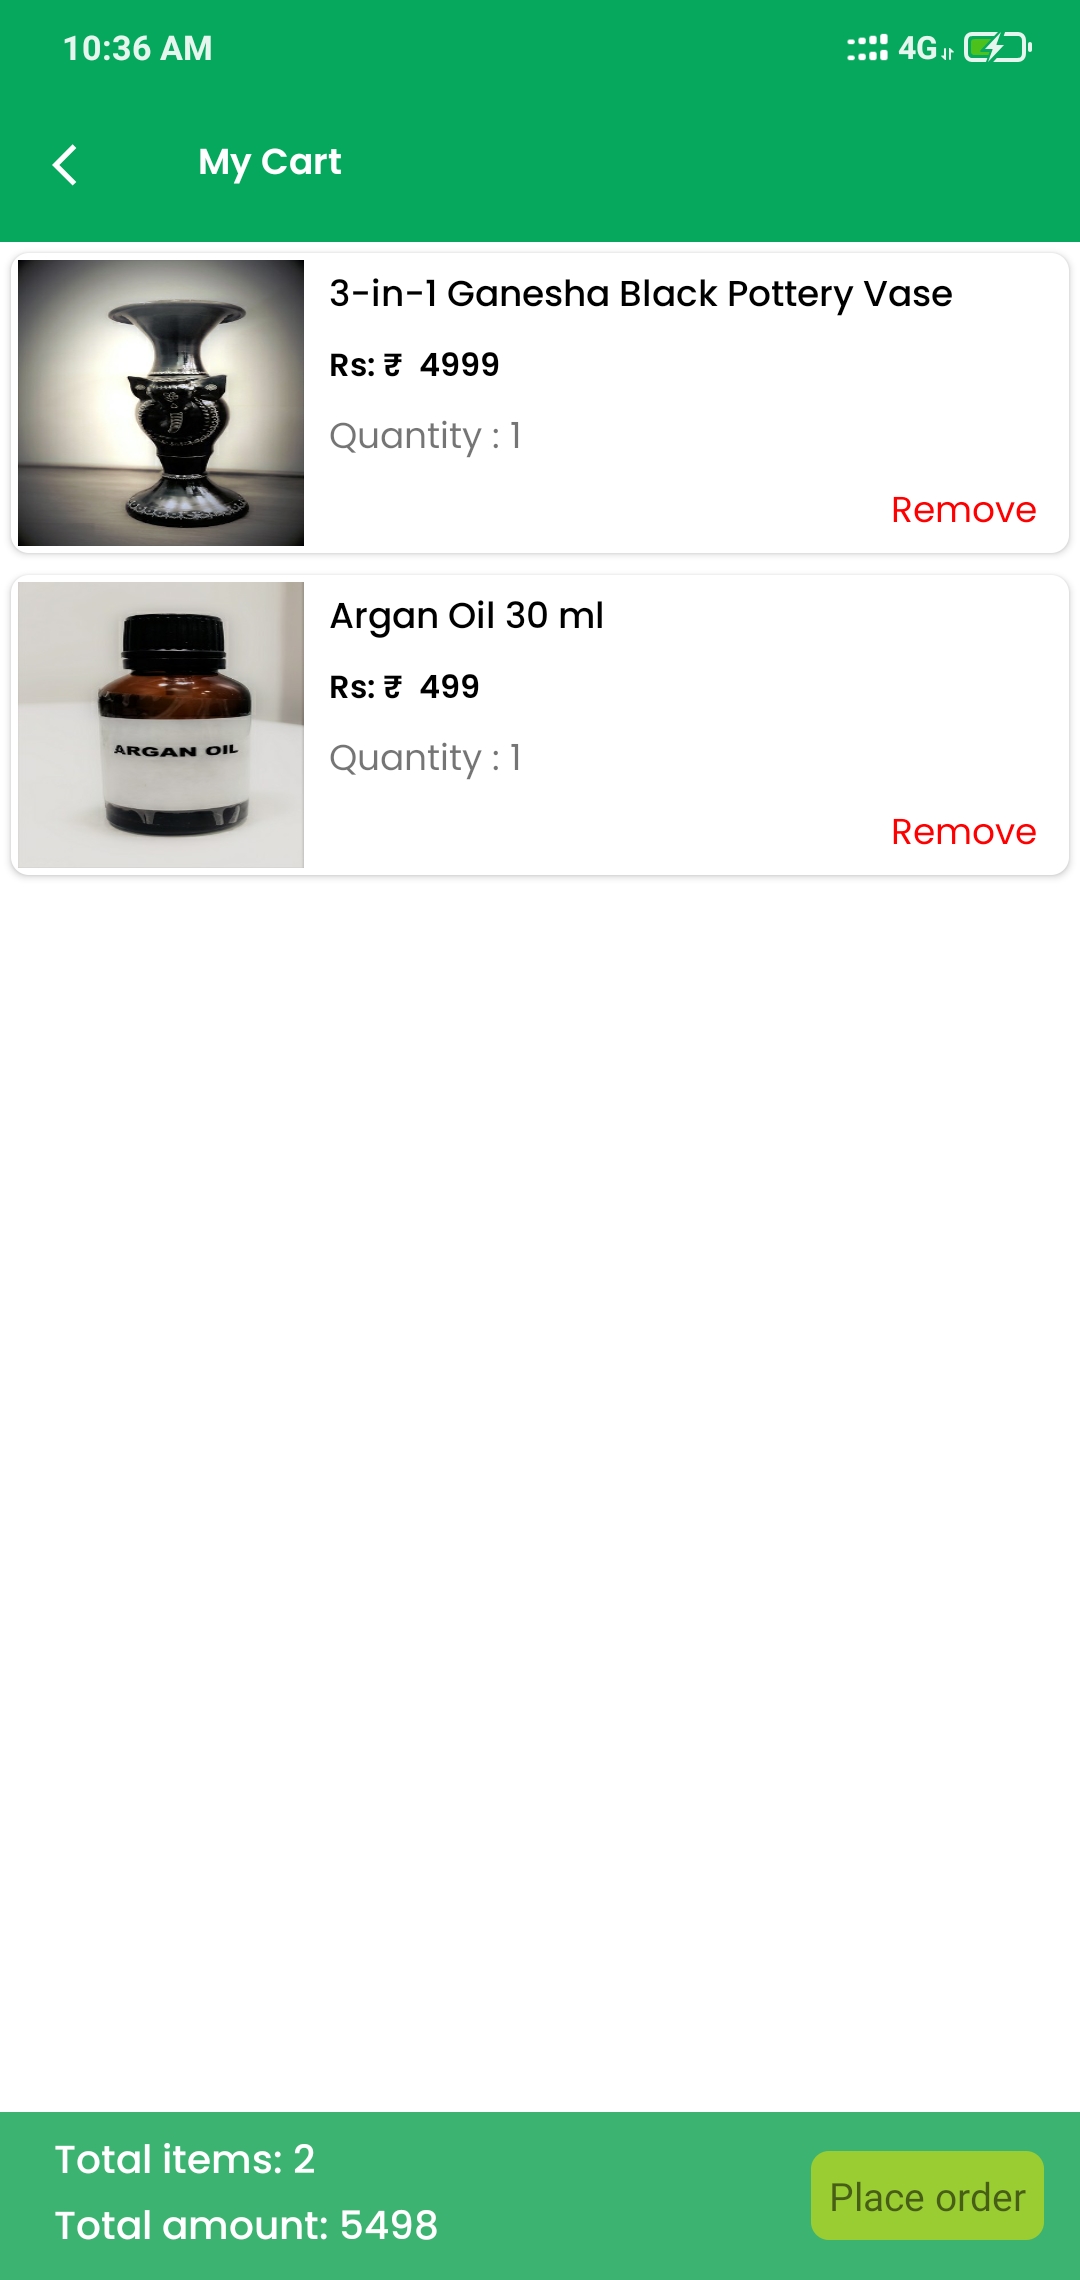 10:36 AM
4G
My Cart
3-in-1 Ganesha Black Pottery Vase
Rs: ₹ 4999
Quantity : 1
Remove
ARGAN OIL
Argan Oil 30 ml
Rs: ₹ 499
Quantity : 1
Remove
Total items: 2
Total amount: 5498
Place order